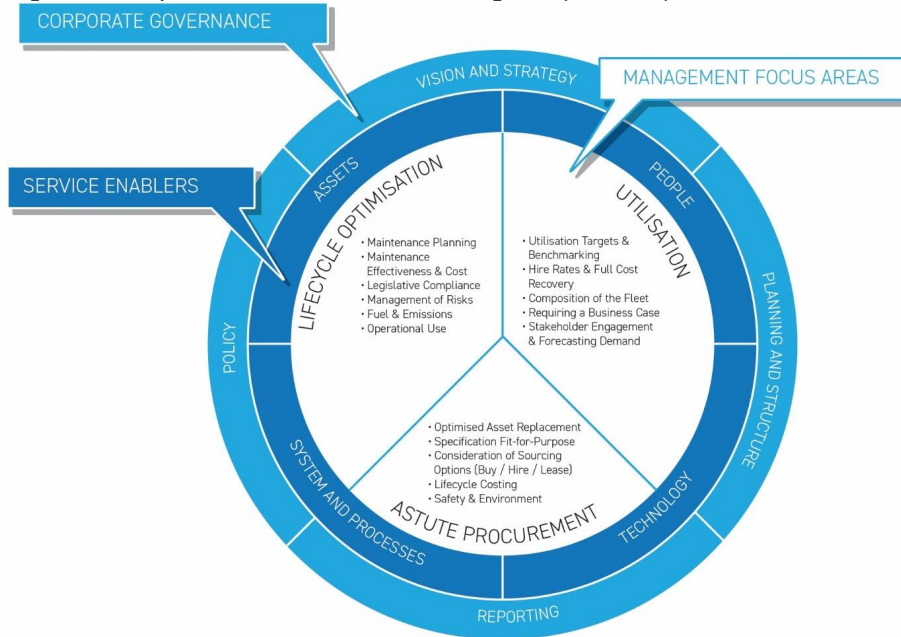 CORPORATE GOVERNANCE
VISION AND STRATEGY
MANAGEMENT FOCUS AREAS
SERVICE ENABLERS
ASSETS
PEOPLE
LIFECYCLE OPTIMISATION
• Maintenance Planning
• Maintenance
Effectiveness & Cost
• Legislative Compliance
• Management of Risks
• Fuel & Emissions
• Operational Use
UTILISATION
• Utilisation Targets &
Benchmarking
• Hire Rates & Full Cost
Recovery
• Composition of the Fleet
• Requiring a Business Case
• Stakeholder Engagement
& Forecasting Demand
POLICY
PLANNING AND STRUCTURE
• Optimised Asset Replacement
• Specification Fit-for-Purpose
• Consideration of Sourcing
Options (Buy / Hire / Lease)
• Lifecycle Costing
• Safety & Environment
ASTUTE PROCUREMENT
SYSTEM AND PROCESSES
TECHNOLOGY
REPORTING